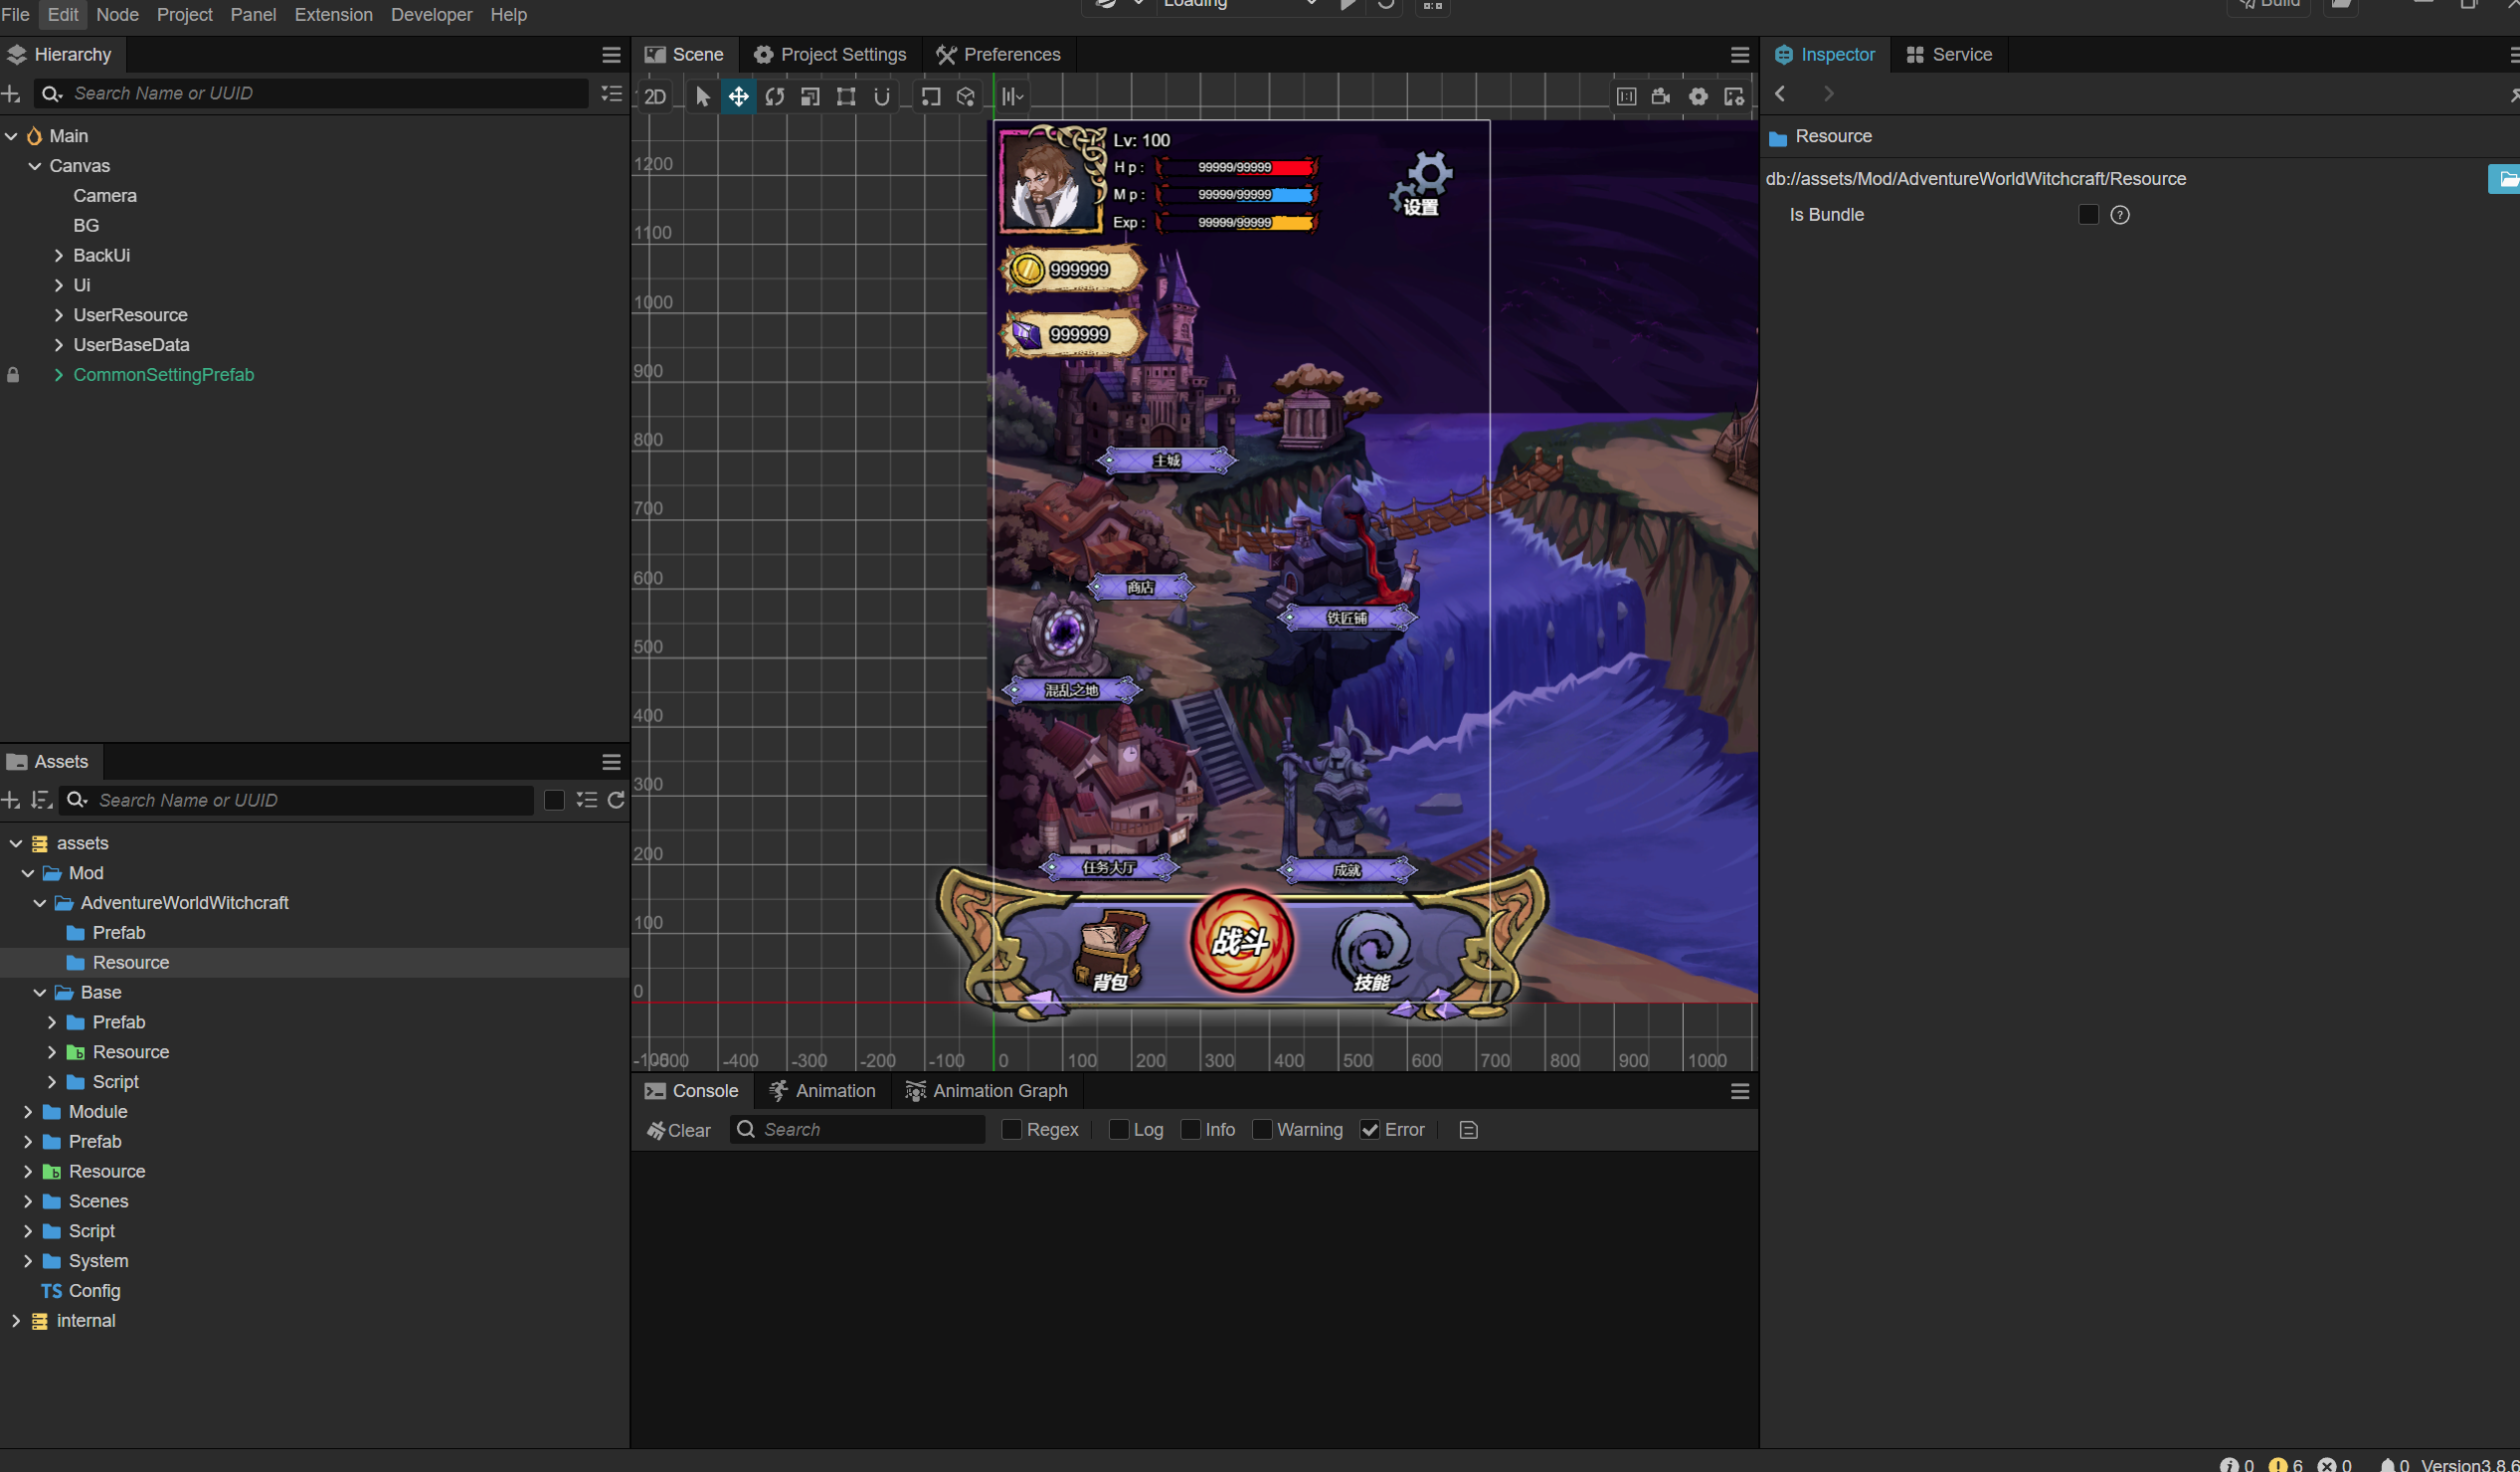 File Edit Node Project Panel Extension Developer Help
Loading
Build
Hierarchy
Search Name or UUID
Main
Canvas
Camera
BG
BackUi
Ui
UserResource
UserBaseData
CommonSettingPrefab
Assets
Search Name or UUID
assets
Mod
AdventureWorldWitchcraft
Prefab
Resource
Base
Prefab
Resource
Script
Module
Prefab
Resource
Scenes
Script
System
TS Config
internal
Scene Project Settings Preferences
2D
1200
1100
1000
900
800
700
600
500
400
300
200
100
0
-500 -400 -300 -200 -100 0 100 200 300 400 500 600 700 800 900 1000
Lv: 100
Hp: 99999/99999
Mp: 99999/99999
Exp: 99999/99999
设置
999999
999999
主城
商店
铁匠铺
混乱之地
任务大厅
成就
背包
战斗
技能
Console Animation Animation Graph
Clear Search Regex Log Info Warning Error
Inspector Service
Resource
db://assets/Mod/AdventureWorldWitchcraft/Resource
Is Bundle
0 6 0 0 Version3.8.6